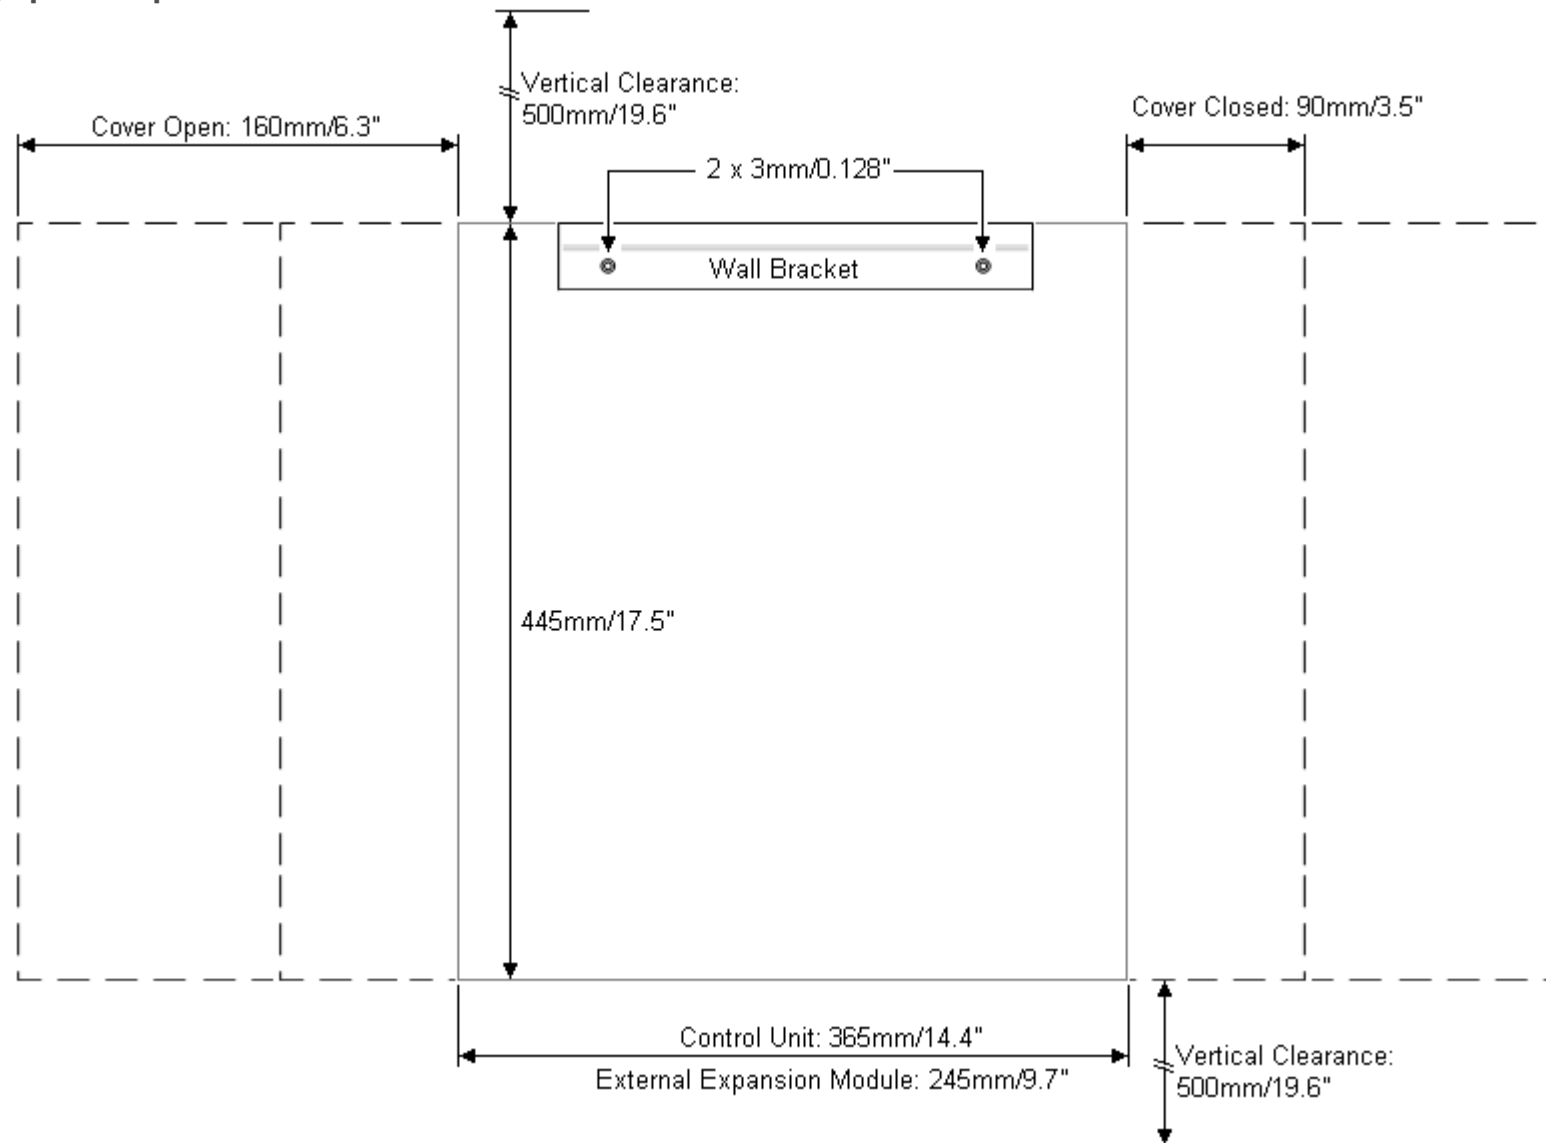 Vertical Clearance:
500mm/19.6"
Cover Open: 160mm/6.3"
Cover Closed: 90mm/3.5"
2 x 3mm/0.128"
Wall Bracket
445mm/17.5"
Control Unit: 365mm/14.4"
External Expansion Module: 245mm/9.7"
Vertical Clearance:
500mm/19.6"